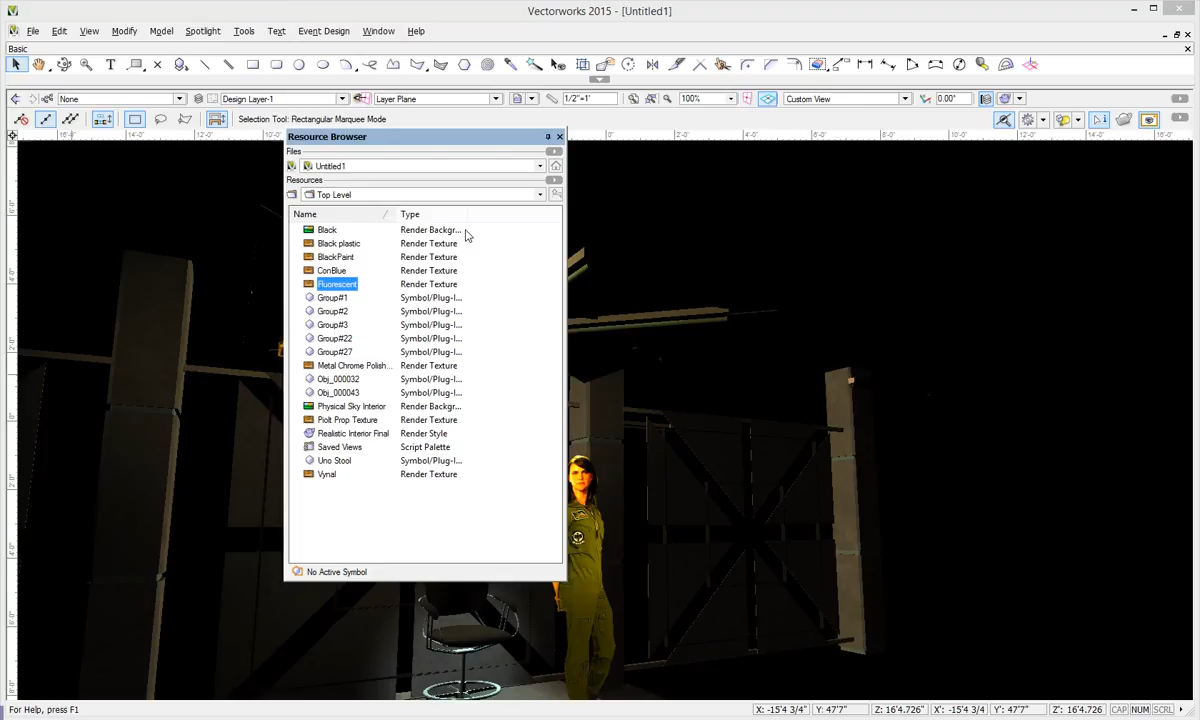 Vectorworks 2015 - [Untitled1]
File Edit View Modify Model Spotlight Tools Text Event Design Window Help
Basic
None Design Layer-1 Layer Plane 1/2"=1' 100% Custom View 0.00°
Selection Tool: Rectangular Marquee Mode
Resource Browser
Files
Untitled1
Resources
Top Level
Name Type
Black Render Backgr...
Black plastic Render Texture
BlackPaint Render Texture
ConBlue Render Texture
Fluorescent Render Texture
Group#1 Symbol/Plug-I...
Group#2 Symbol/Plug-I...
Group#3 Symbol/Plug-I...
Group#22 Symbol/Plug-I...
Group#27 Symbol/Plug-I...
Metal Chrome Polish... Render Texture
Obj_000032 Symbol/Plug-I...
Obj_000043 Symbol/Plug-I...
Physical Sky Interior Render Backgr...
Piolt Prop Texture Render Texture
Realistic Interior Final Render Style
Saved Views Script Palette
Uno Stool Symbol/Plug-I...
Vynal Render Texture
No Active Symbol
For Help, press F1 X: -15'4 3/4" Y: 47'7" Z: 16'4.726" X': -15'4 3/4 Y': 47'7" Z': 16'4.726" CAP NUM SCRL